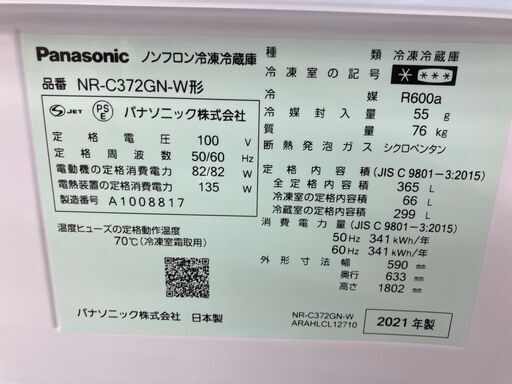 Panasonic ノンフロン冷凍冷蔵庫
品番 NR-C372GN-W形
JET PSE パナソニック株式会社
定格電圧 100 V
定格周波数 50/60 Hz
電動機の定格消費電力 82/82 W
電熱装置の定格消費電力 135 W
製造番号 A1008817
温度ヒューズの定格動作温度
70℃(冷凍室霜取用)
パナソニック株式会社 日本製
種類 冷凍冷蔵庫
冷凍室の記号 ****
冷媒 R600a
冷媒封入量 55 g
質量 76 kg
断熱発泡ガス シクロペンタン
定格内容積 (JIS C 9801-3:2015)
全定格内容積 365 L
冷凍室定格内容積 66 L
冷蔵室定格内容積 299 L
消費電力量 (JIS C 9801-3:2015)
50Hz 341 kWh/年
60Hz 341 kWh/年
外形寸法 幅 590 mm
奥行 633 mm
高さ 1802 mm
NR-C372GN-W
ARAHLCL12710
2021年製